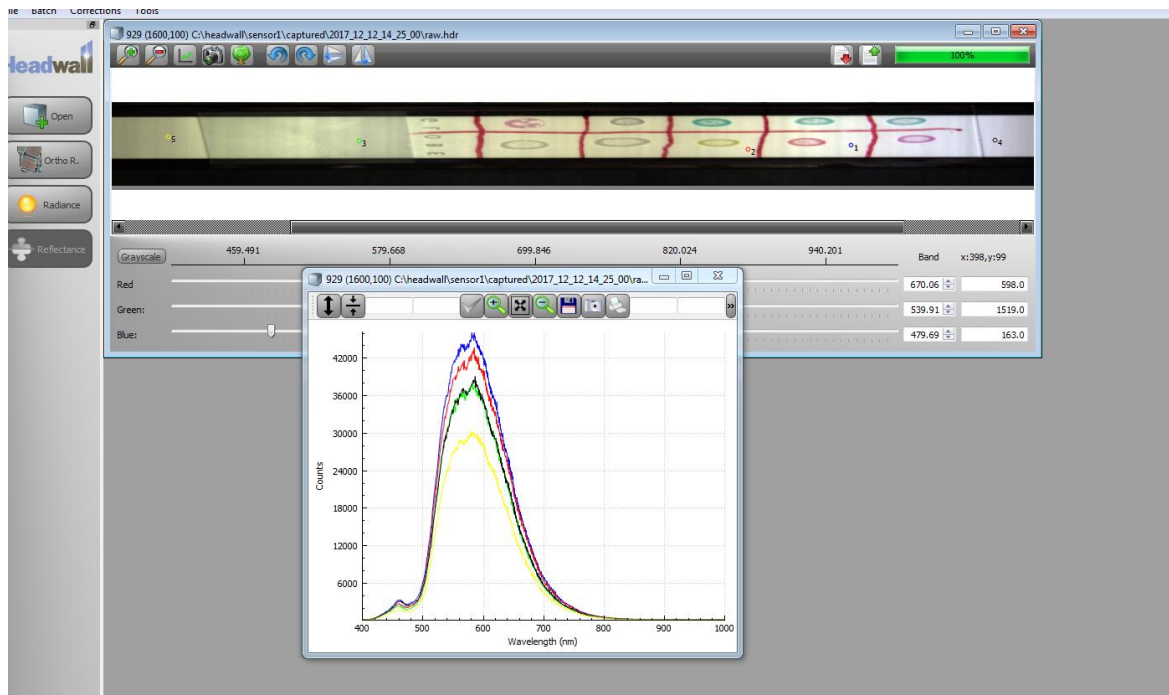 File Batch Corrections Tools
929 (1600,100) C:\headwall\sensor1\captured\2017_12_12_14_25_00\raw.hdr
Headwall
100%
Open
Ortho R..
Radiance
Reflectance
5
3
2
1
4
Grayscale
459.491 579.668 699.846 820.024 940.201
Band x:398,y:99
Red
670.06 598.0
Green:
539.91 1519.0
Blue:
479.69 163.0
929 (1600,100) C:\headwall\sensor1\captured\2017_12_12_14_25_00\ra...
»
42000
36000
30000
24000
18000
12000
6000
Counts
400 500 600 700 800 900 1000
Wavelength (nm)